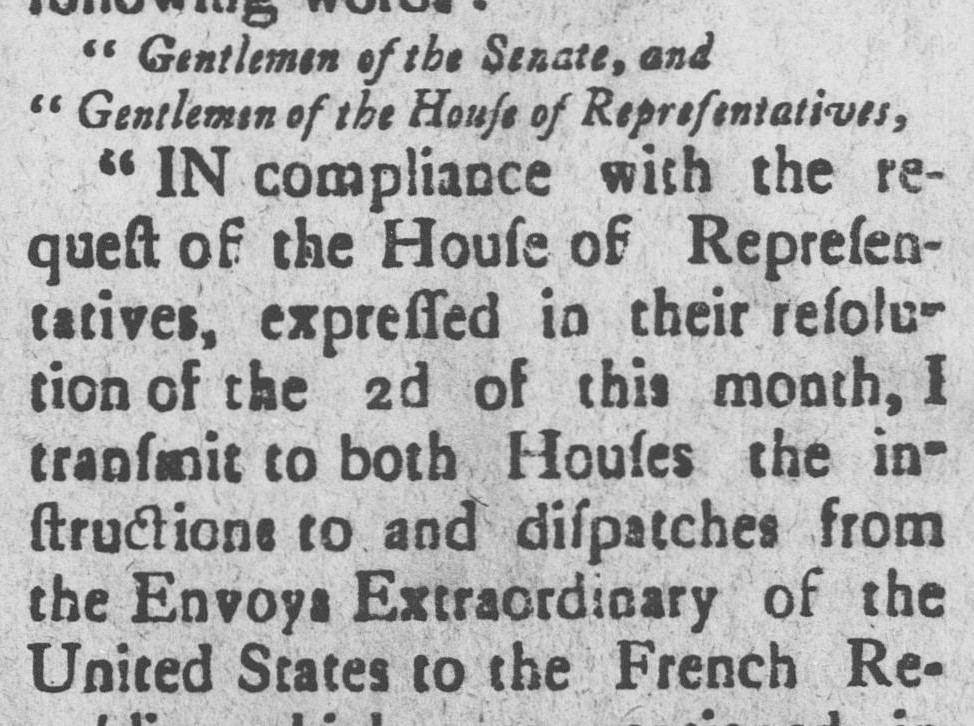 following words:
“ Gentlemen of the Senate, and
“ Gentlemen of the Houſe of Repreſentatives,
“ IN compliance with the re-
queſt of the Houſe of Repreſen-
tatives, expreſſed in their reſolu-
tion of the 2d of this month, I
tranſmit to both Houſes the in-
ſtructions to and diſpatches from
the Envoys Extraordinary of the
United States to the French Re-